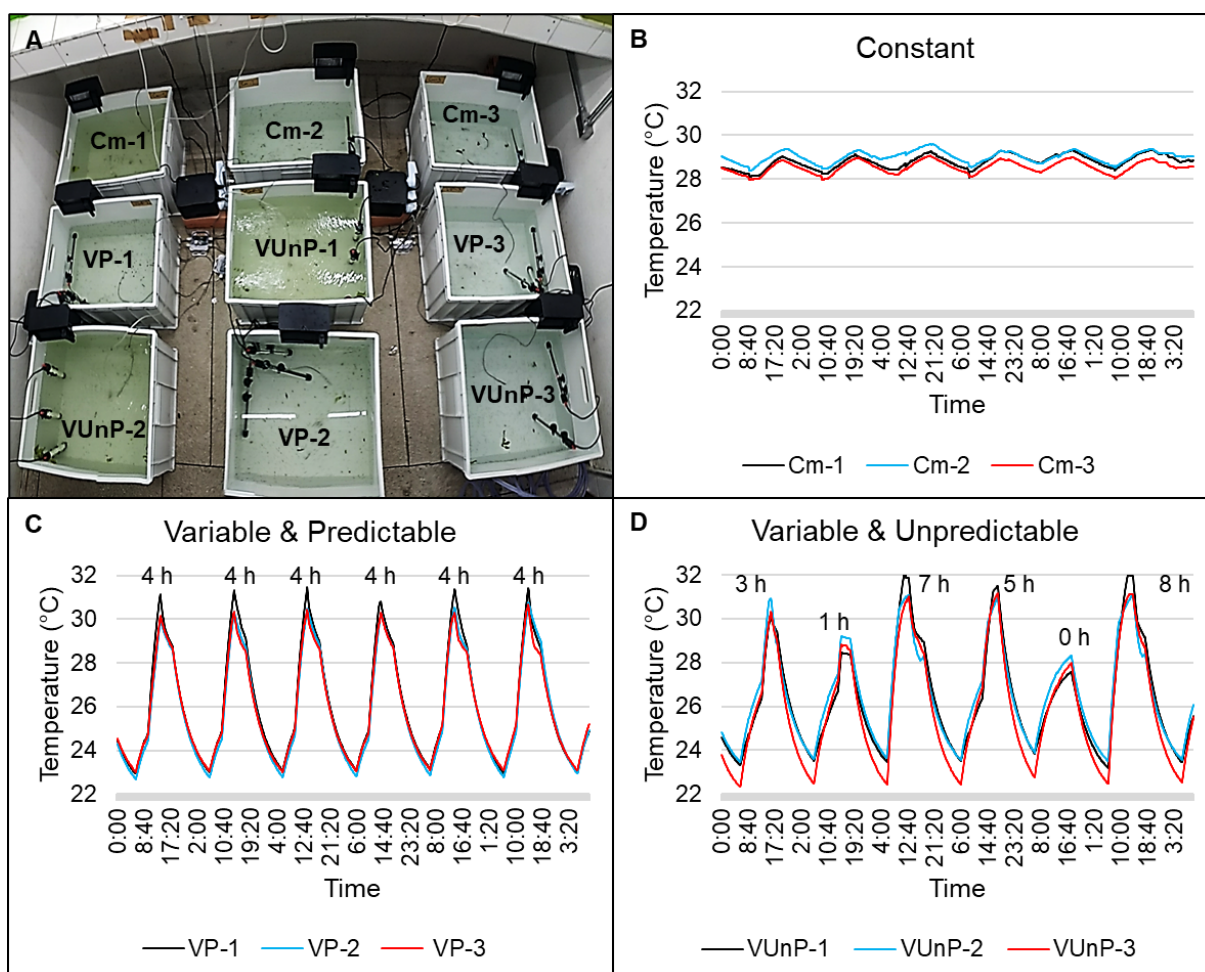 A
Cm-1
Cm-2
Cm-3
VP-1
VUnP-1
VP-3
VUnP-2
VP-2
VUnP-3
B
Constant
Temperature (°C)
32
30
28
26
24
22
0:00 8:40 17:20 2:00 10:40 19:20 4:00 12:40 21:20 6:00 14:40 23:20 8:00 16:40 1:20 10:00 18:40 3:20
Time
Cm-1 Cm-2 Cm-3
C
Variable & Predictable
Temperature (°C)
32
30
28
26
24
22
4 h 4 h 4 h 4 h 4 h 4 h
0:00 8:40 17:20 2:00 10:40 19:20 4:00 12:40 21:20 6:00 14:40 23:20 8:00 16:40 1:20 10:00 18:40 3:20
Time
VP-1 VP-2 VP-3
D
Variable & Unpredictable
Temperature (°C)
32
30
28
26
24
22
3 h 1 h 7 h 5 h 0 h 8 h
0:00 8:40 17:20 2:00 10:40 19:20 4:00 12:40 21:20 6:00 14:40 23:20 8:00 16:40 1:20 10:00 18:40 3:20
Time
VUnP-1 VUnP-2 VUnP-3